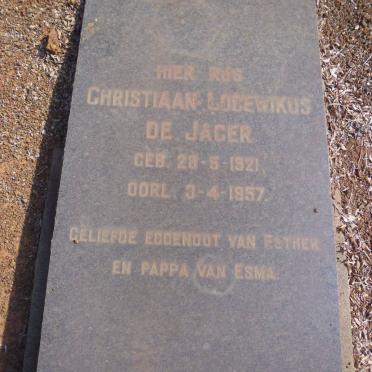 HIER RUS
CHRISTIAAN LODEWIKUS
DE JAGER
GEB. 29-5-1921,
OORL. 3-4-1957.
GELIEFDE EGGENOOT VAN ESTHER
EN PAPPA VAN ESMA.